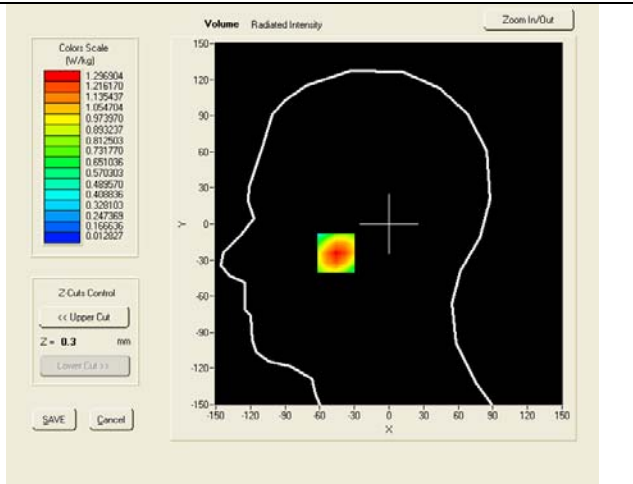 Volume Radiated Intensity
Zoom In/Out
Colors Scale
(W/kg)
1.296904
1.216170
1.135437
1.054704
0.973970
0.893237
0.812503
0.731770
0.651036
0.570303
0.489570
0.408836
0.328103
0.247369
0.166636
0.012827
Z-Cuts Control
<< Upper Cut
Z = 0.3 mm
Lower Cut >>
SAVE Cancel
150
120
90
60
30
0
-30
-60
-90
-120
-150
Y
-150 -120 -90 -60 -30 0 30 60 90 120 150
X